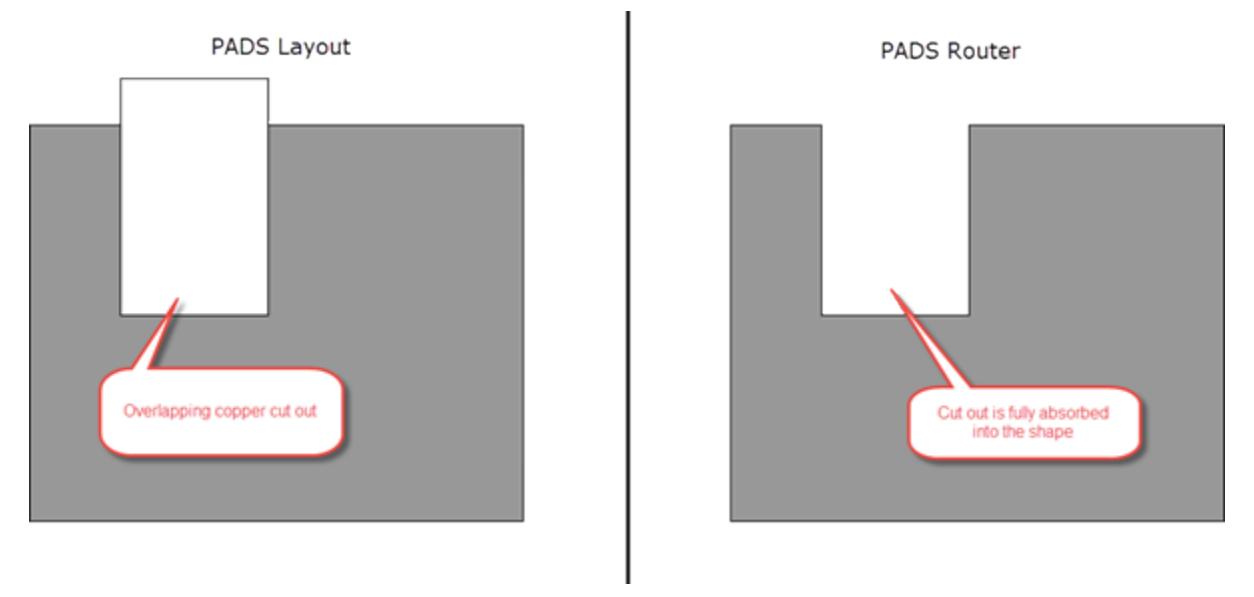 PADS Layout
Overlapping copper cut out
PADS Router
Cut out is fully absorbed
into the shape